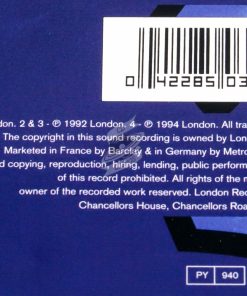 0 42285 03
don. 2 & 3 - ℗ 1992 London. 4 - ℗ 1994 London. All tra
The copyright in this sound recording is owned by Lon
Marketed in France by Barclay & in Germany by Metro
d copying, reproduction, hiring, lending, public perform
of this record prohibited. All rights of the
owner of the recorded work reserved. London Rec
Chancellors House, Chancellors Roa
PY 940